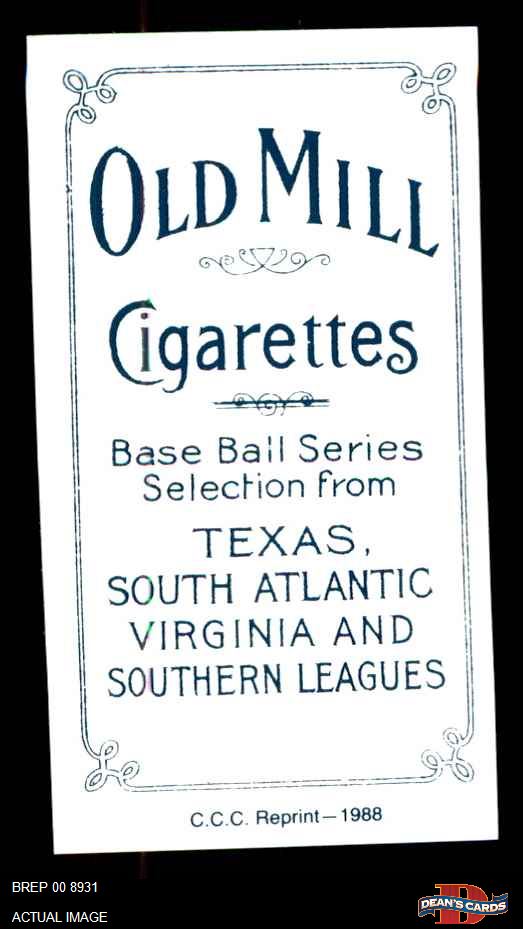 OLD MILL
Cigarettes
Base Ball Series
Selection from
TEXAS,
SOUTH ATLANTIC
VIRGINIA AND
SOUTHERN LEAGUES
C.C.C. Reprint—1988
BREP 00 8931
ACTUAL IMAGE
D
DEAN'S CARDS